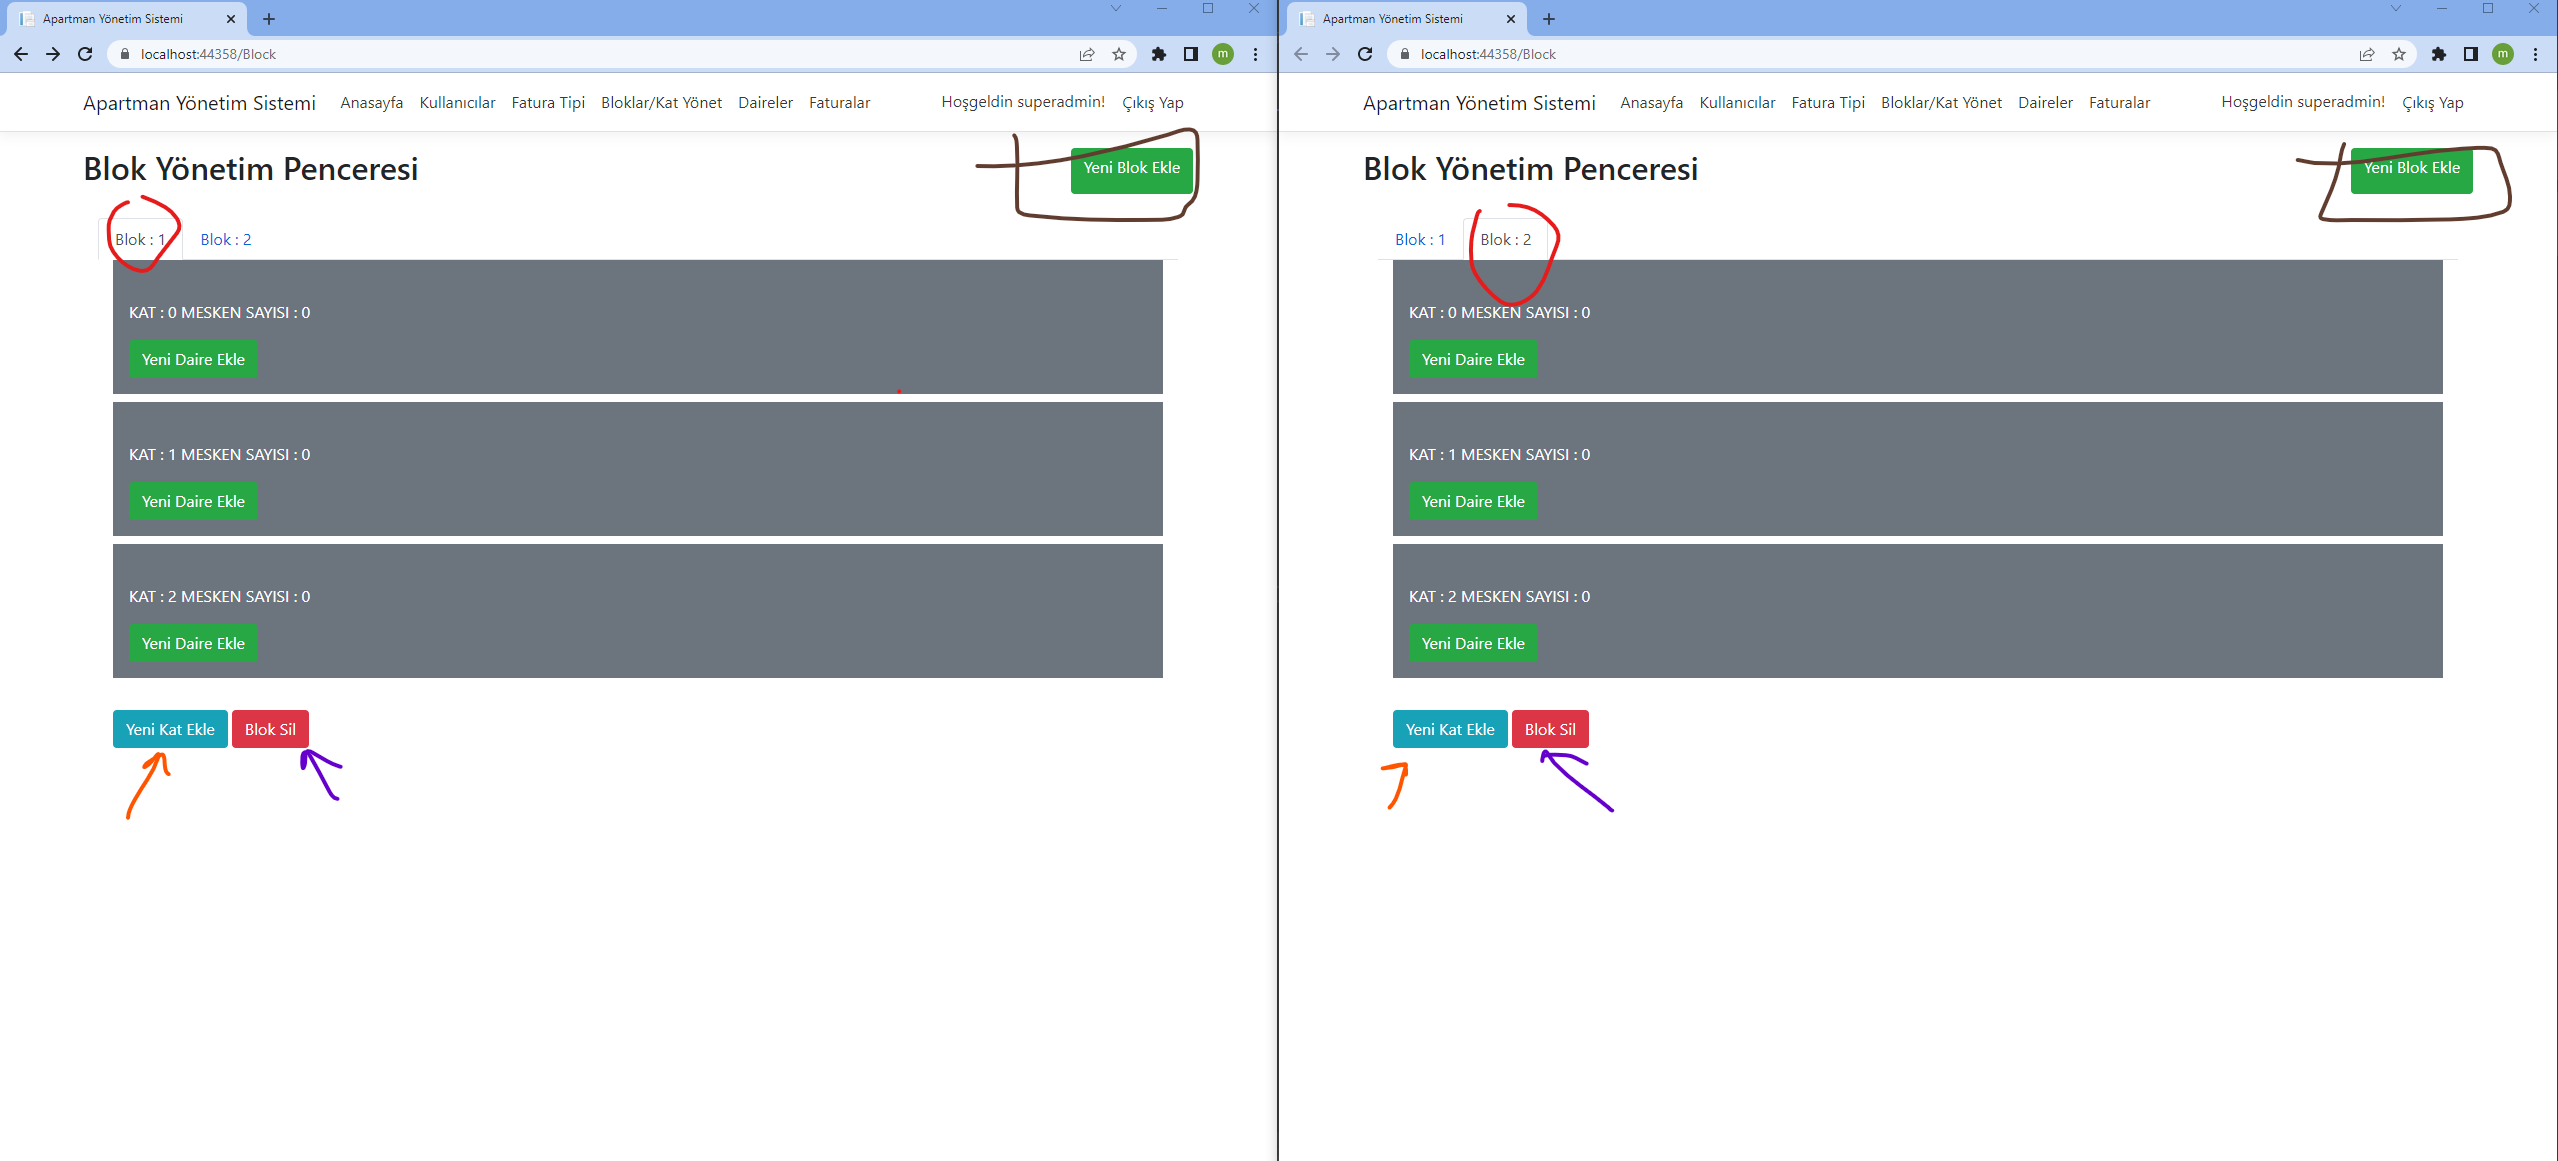 Apartman Yönetim Sistemi
localhost:44358/Block
m
Apartman Yönetim Sistemi Anasayfa Kullanıcılar Fatura Tipi Bloklar/Kat Yönet Daireler Faturalar Hoşgeldin superadmin! Çıkış Yap
Blok Yönetim Penceresi
Yeni Blok Ekle
Blok : 1 Blok : 2
KAT : 0 MESKEN SAYISI : 0
Yeni Daire Ekle
KAT : 1 MESKEN SAYISI : 0
Yeni Daire Ekle
KAT : 2 MESKEN SAYISI : 0
Yeni Daire Ekle
Yeni Kat Ekle Blok Sil
Apartman Yönetim Sistemi
localhost:44358/Block
m
Apartman Yönetim Sistemi Anasayfa Kullanıcılar Fatura Tipi Bloklar/Kat Yönet Daireler Faturalar Hoşgeldin superadmin! Çıkış Yap
Blok Yönetim Penceresi
Yeni Blok Ekle
Blok : 1 Blok : 2
KAT : 0 MESKEN SAYISI : 0
Yeni Daire Ekle
KAT : 1 MESKEN SAYISI : 0
Yeni Daire Ekle
KAT : 2 MESKEN SAYISI : 0
Yeni Daire Ekle
Yeni Kat Ekle Blok Sil